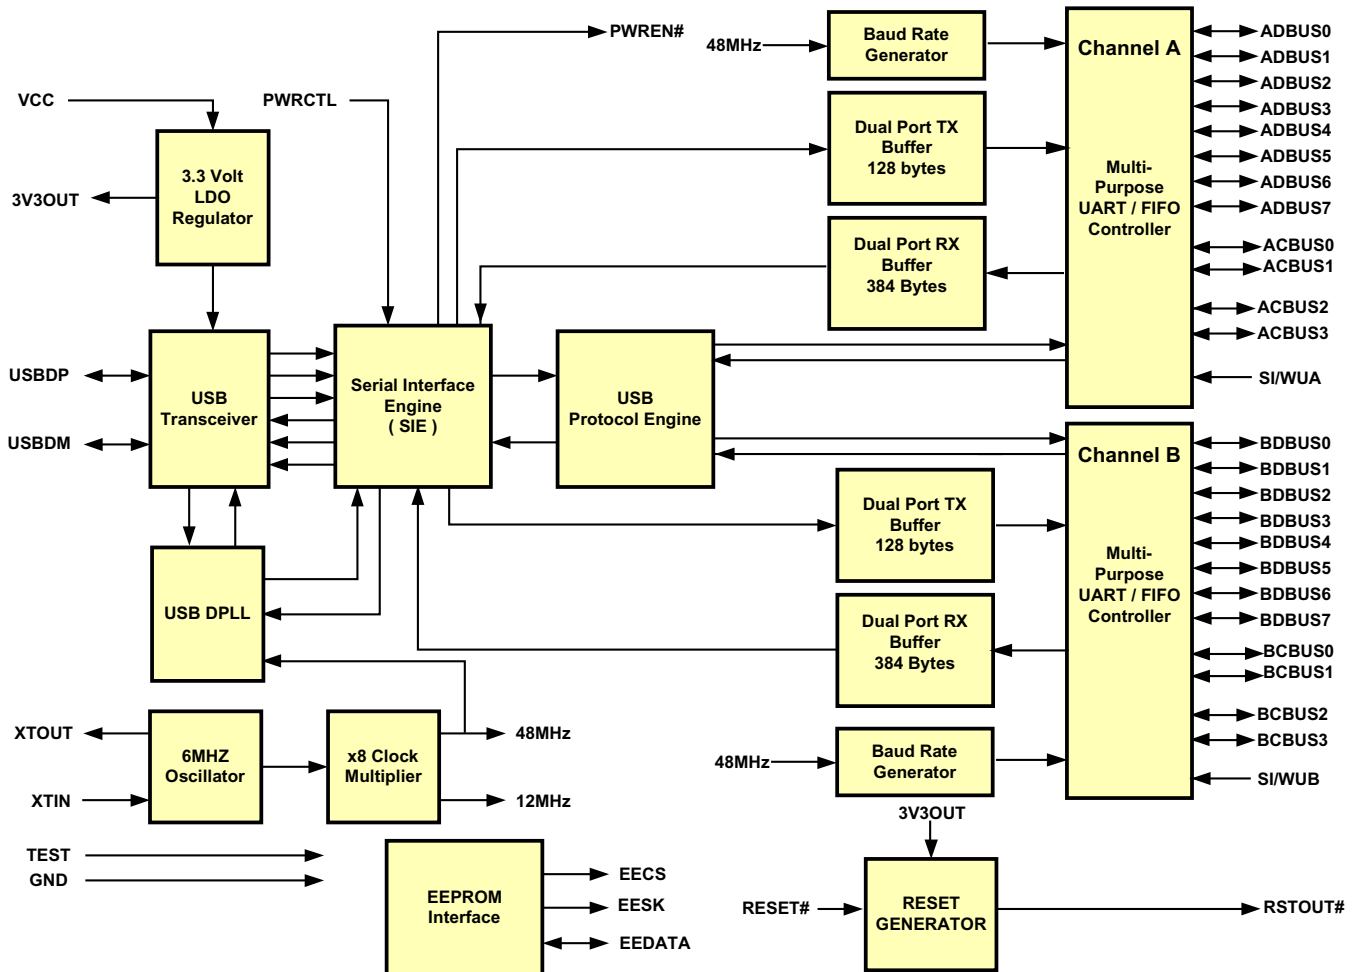 PWREN#
48MHz
Baud Rate
Generator
Channel A
Multi-
Purpose
UART / FIFO
Controller
ADBUS0
ADBUS1
ADBUS2
ADBUS3
ADBUS4
ADBUS5
ADBUS6
ADBUS7
ACBUS0
ACBUS1
ACBUS2
ACBUS3
SI/WUA
VCC
PWRCTL
3.3 Volt
LDO
Regulator
3V3OUT
Dual Port TX
Buffer
128 bytes
Dual Port RX
Buffer
384 Bytes
USBDP
USBDM
USB
Transceiver
Serial Interface
Engine
( SIE )
USB
Protocol Engine
Channel B
Multi-
Purpose
UART / FIFO
Controller
BDBUS0
BDBUS1
BDBUS2
BDBUS3
BDBUS4
BDBUS5
BDBUS6
BDBUS7
BCBUS0
BCBUS1
BCBUS2
BCBUS3
SI/WUB
Dual Port TX
Buffer
128 bytes
Dual Port RX
Buffer
384 Bytes
USB DPLL
XTOUT
XTIN
6MHZ
Oscillator
x8 Clock
Multiplier
48MHz
12MHz
48MHz
Baud Rate
Generator
3V3OUT
TEST
GND
EEPROM
Interface
EECS
EESK
EEDATA
RESET#
RESET
GENERATOR
RSTOUT#